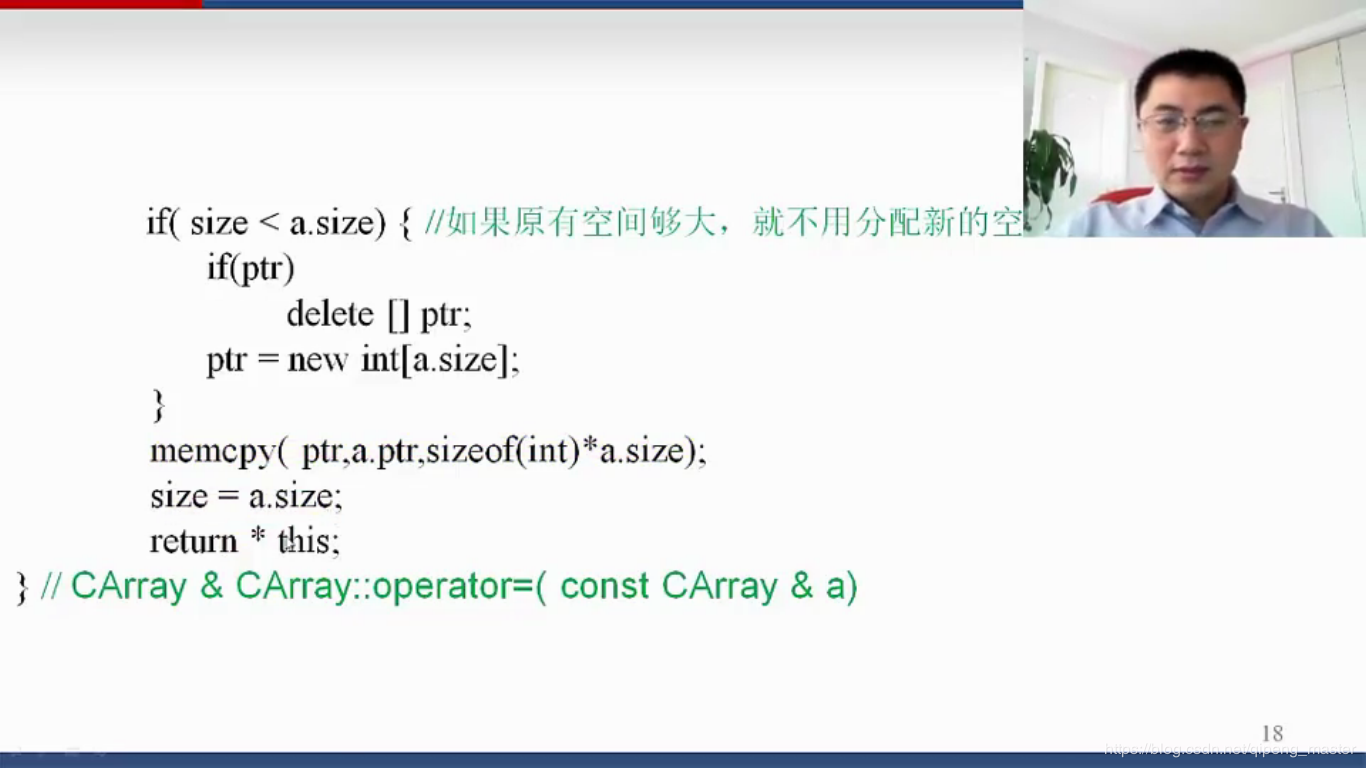 if( size < a.size) { //如果原有空间够大，就不用分配新的空
if(ptr)
delete [] ptr;
ptr = new int[a.size];
}
memcpy( ptr,a.ptr,sizeof(int)*a.size);
size = a.size;
return * this;
} // CArray & CArray::operator=( const CArray & a)
18
https://blog.csdn.net/qipeng_master